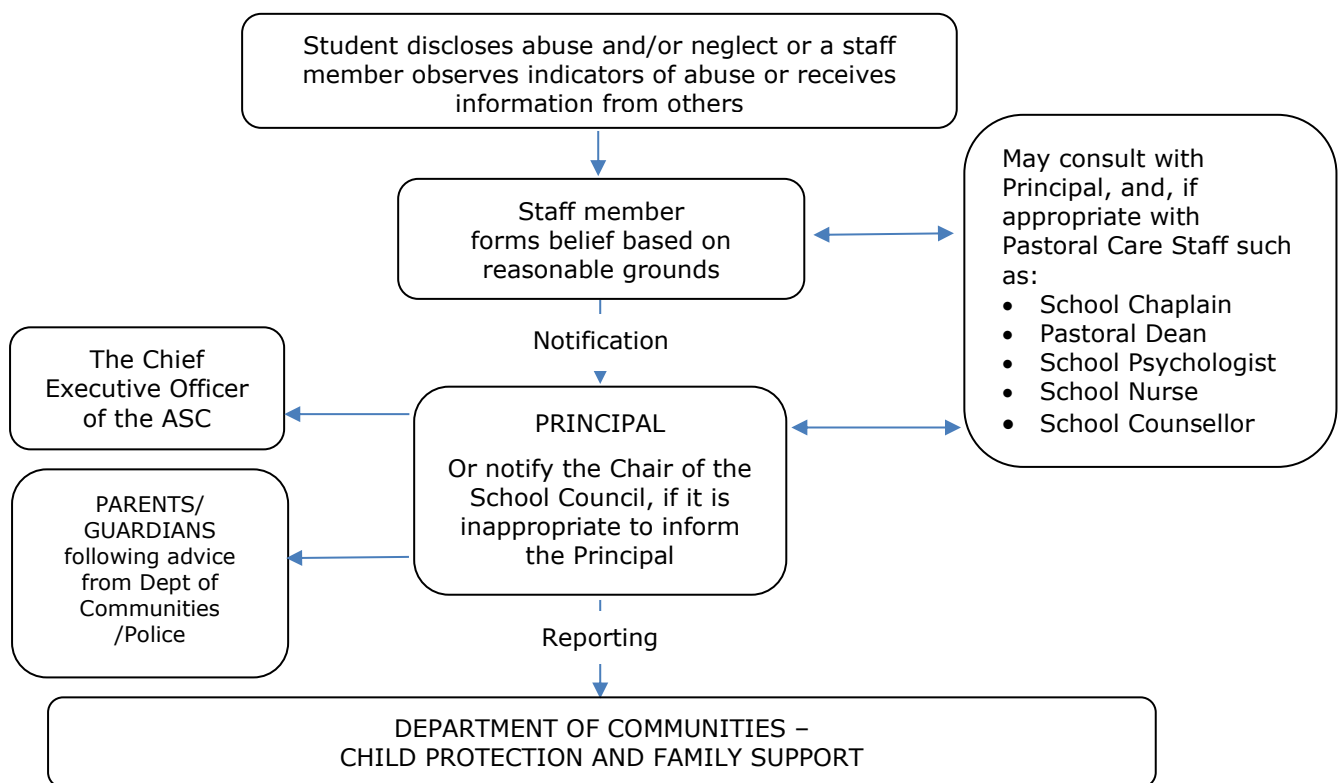 Student discloses abuse and/or neglect or a staff
member observes indicators of abuse or receives
information from others
May consult with
Principal, and, if
appropriate with
Pastoral Care Staff such
as:
• School Chaplain
• Pastoral Dean
• School Psychologist
• School Nurse
• School Counsellor
Staff member
forms belief based on
reasonable grounds
Notification
The Chief
Executive Officer
of the ASC
PRINCIPAL
Or notify the Chair of the
School Council, if it is
inappropriate to inform
the Principal
PARENTS/
GUARDIANS
following advice
from Dept of
Communities
/Police
Reporting
DEPARTMENT OF COMMUNITIES –
CHILD PROTECTION AND FAMILY SUPPORT